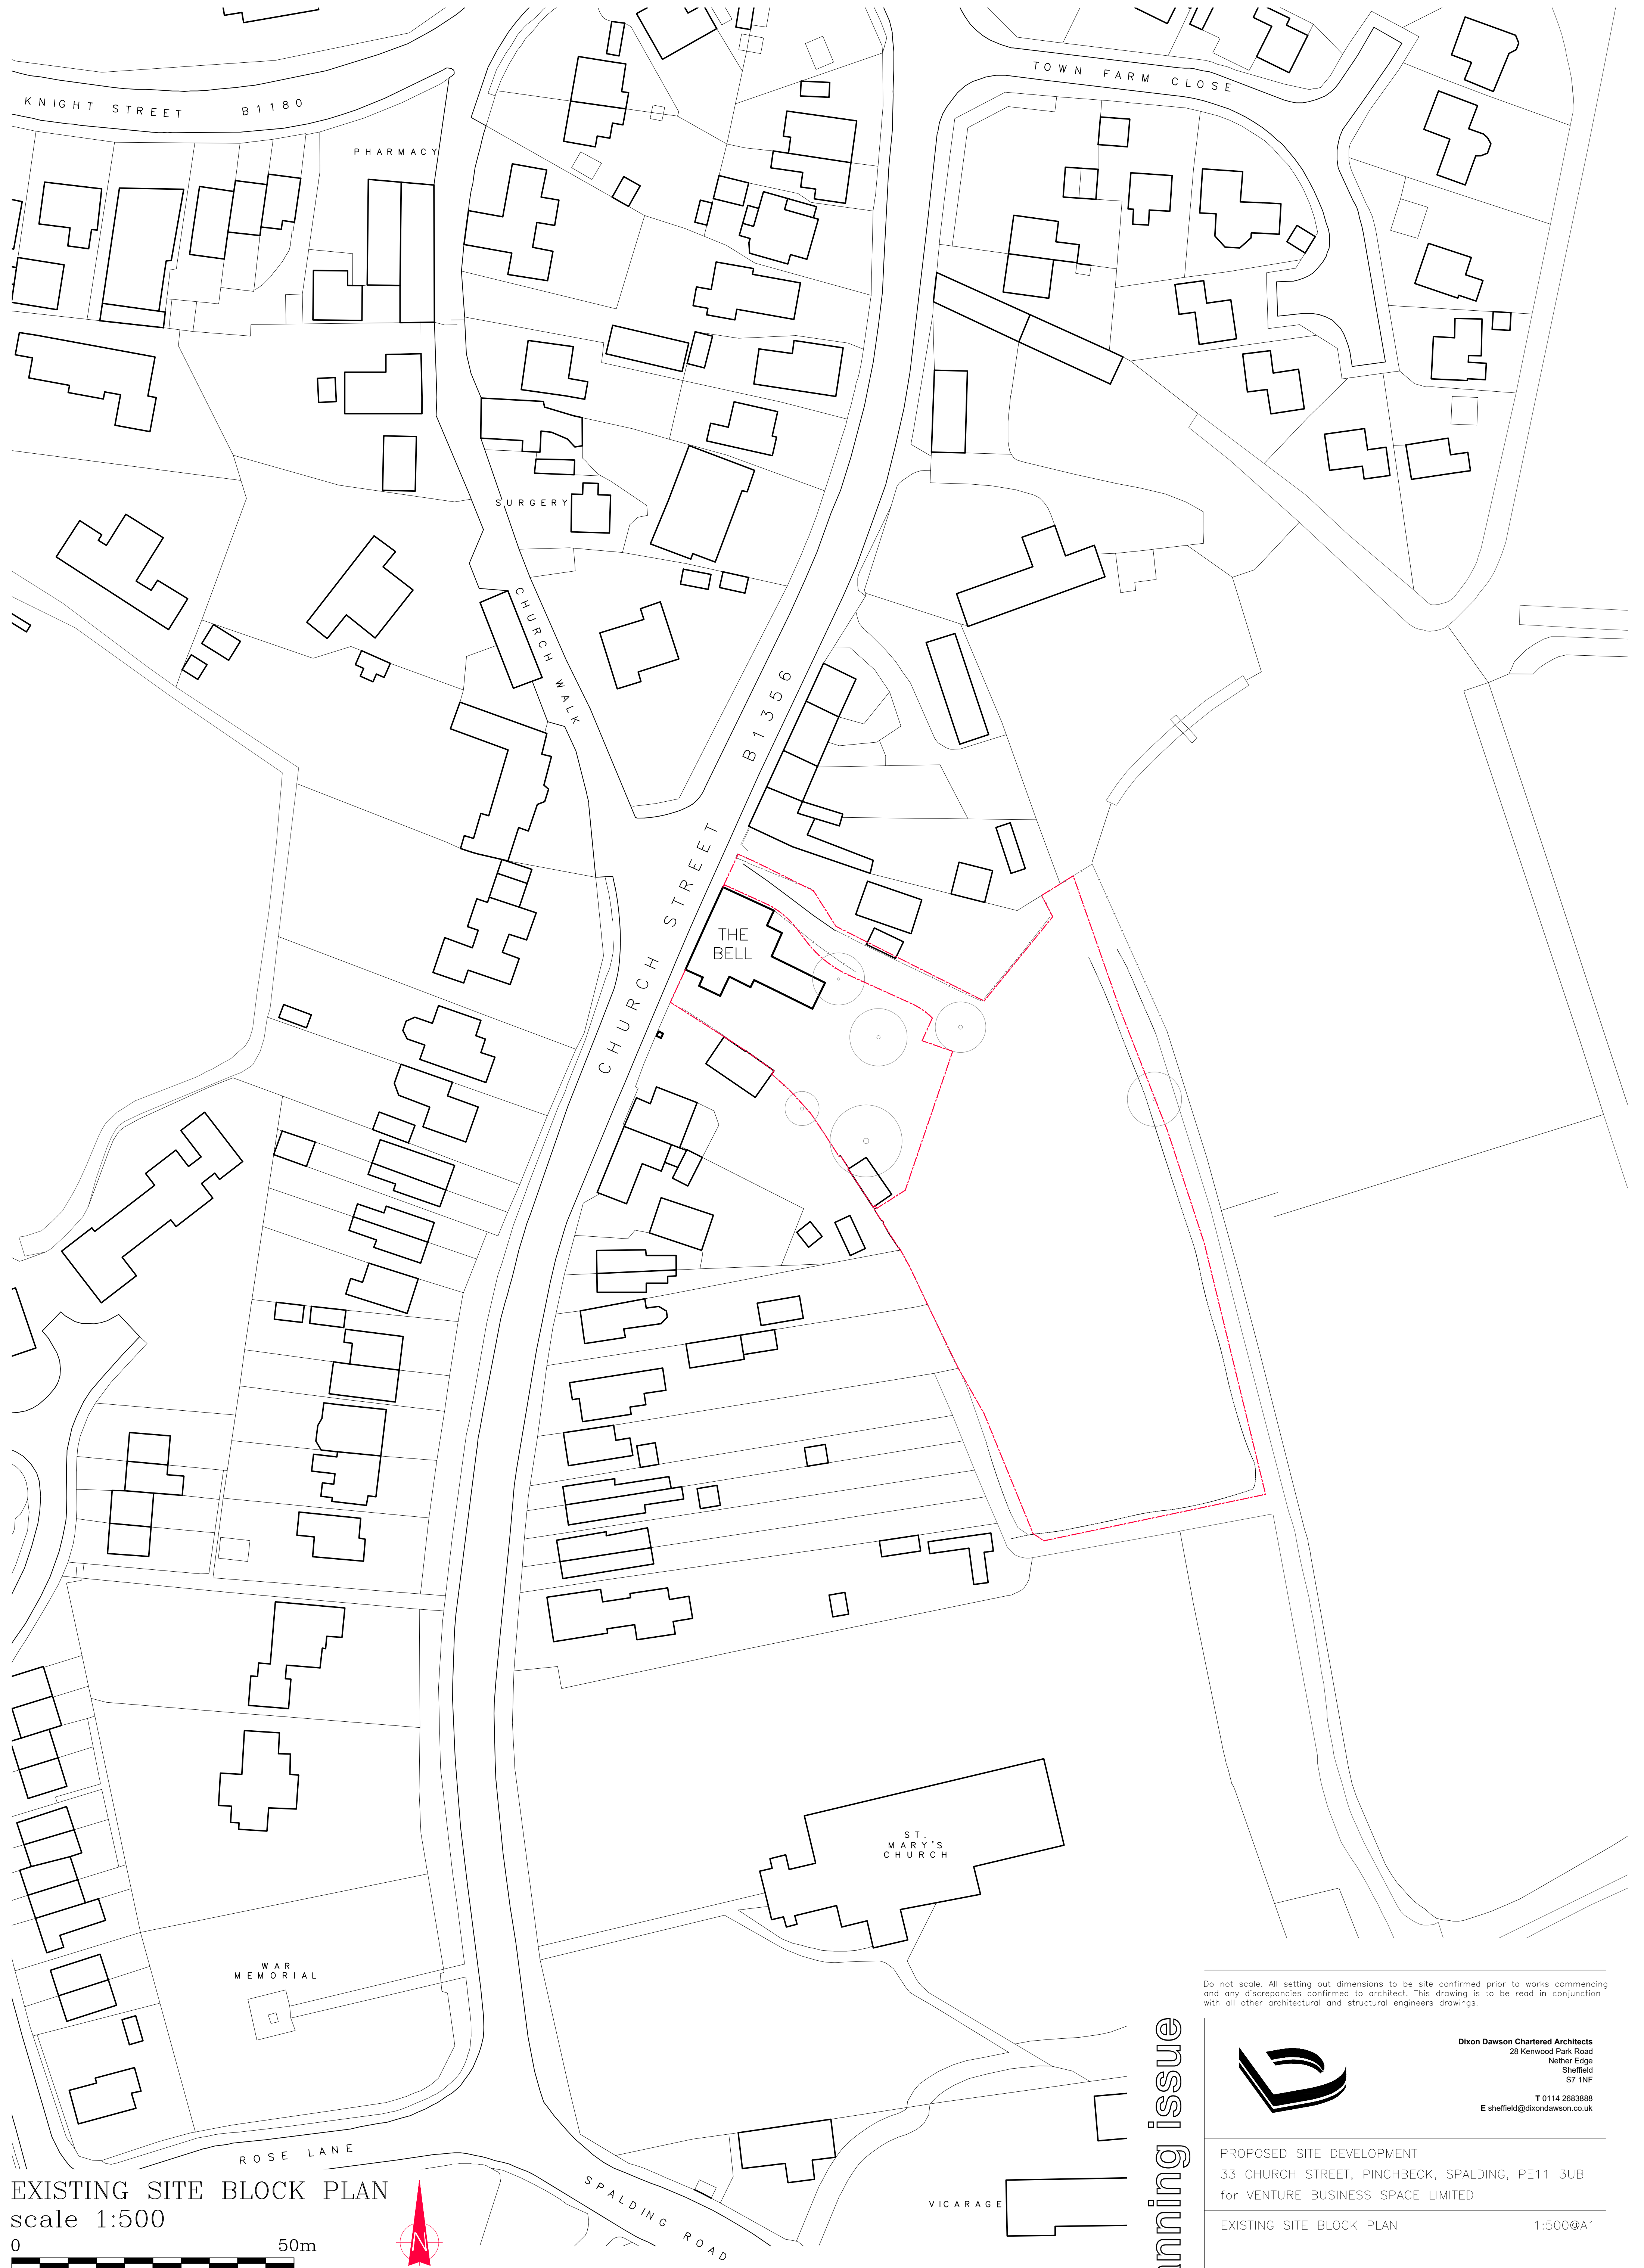 KNIGHT STREET B1180
PHARMACY
TOWN FARM CLOSE
SURGERY
CHURCH WALK
CHURCH STREET B1356
THE
BELL
ST.
MARY'S
CHURCH
WAR
MEMORIAL
ROSE LANE
SPALDING ROAD
VICARAGE
EXISTING SITE BLOCK PLAN
scale 1:500
0 50m
N
issue
Do not scale. All setting out dimensions to be site confirmed prior to works commencing
and any discrepancies confirmed to architect. This drawing is to be read in conjunction
with all other architectural and structural engineers drawings.
Dixon Dawson Chartered Architects
28 Kenwood Park Road
Nether Edge
Sheffield
S7 1NF
T 0114 2683888
E sheffield@dixondawson.co.uk
PROPOSED SITE DEVELOPMENT
33 CHURCH STREET, PINCHBECK, SPALDING, PE11 3UB
for VENTURE BUSINESS SPACE LIMITED
EXISTING SITE BLOCK PLAN 1:500@A1